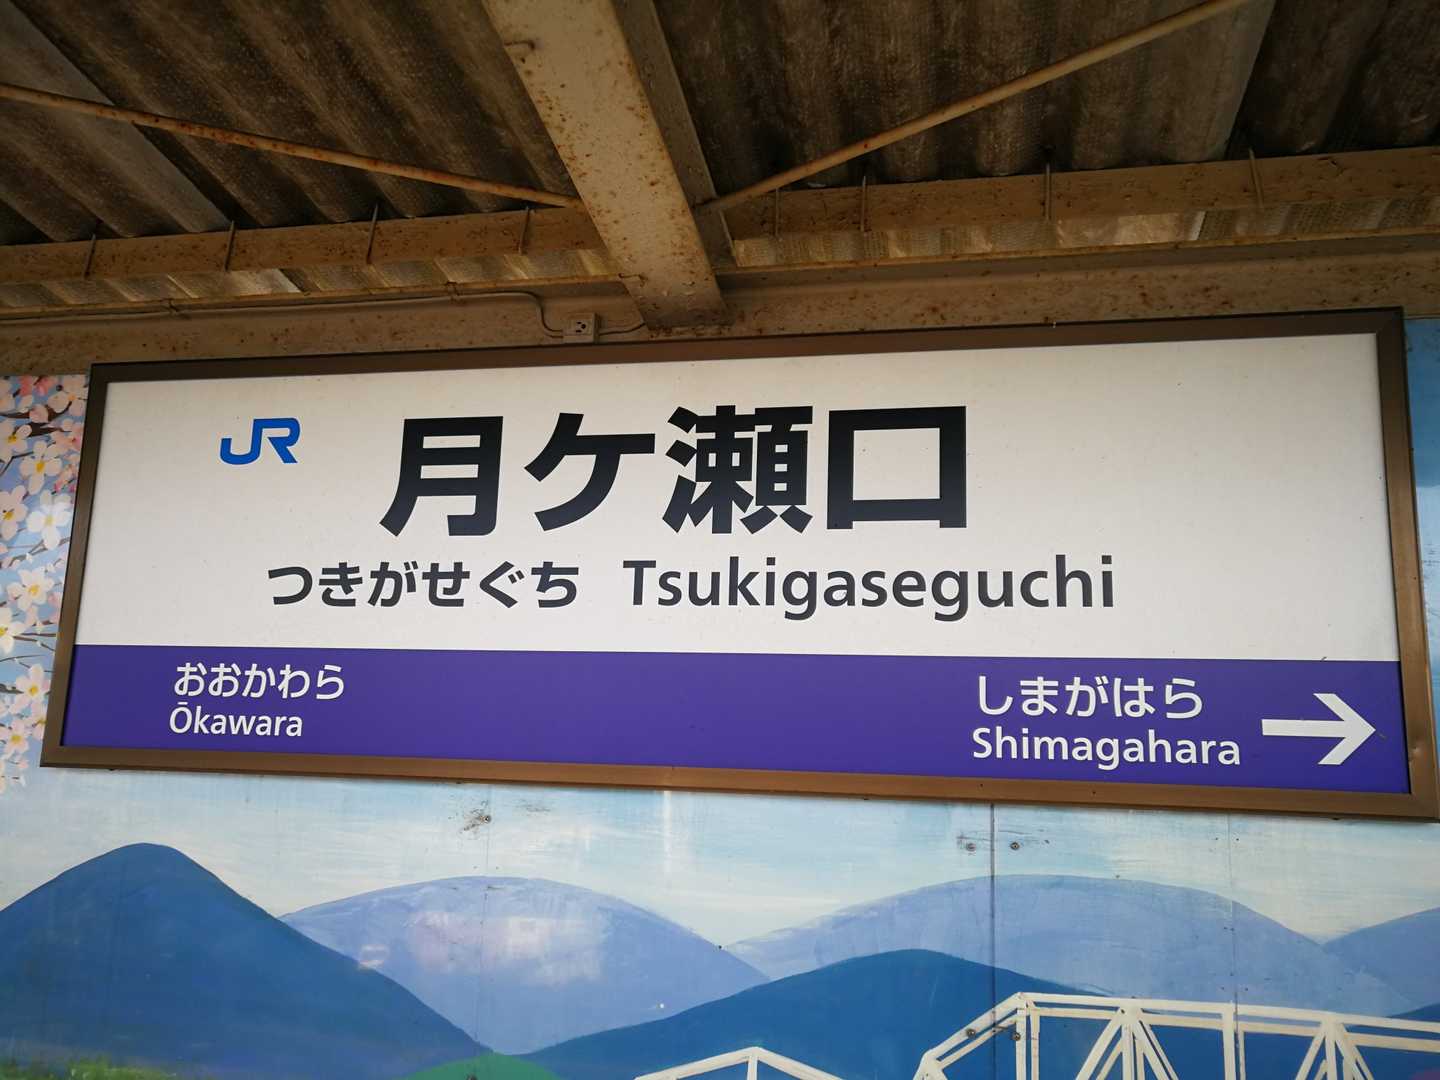 JR
月ケ瀬口
つきがせぐち Tsukigaseguchi
おおかわら
Ōkawara
しまがはら
Shimagahara →